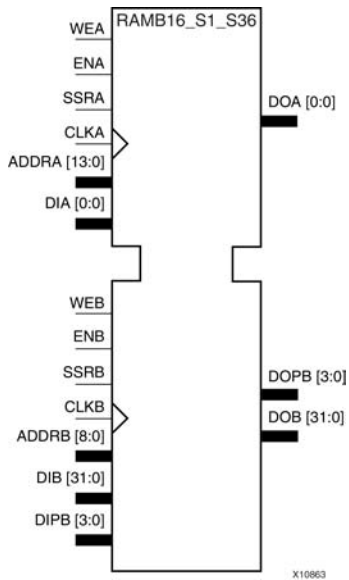 RAMB16_S1_S36
WEA
ENA
SSRA
CLKA
ADDRA [13:0]
DIA [0:0]
DOA [0:0]
WEB
ENB
SSRB
CLKB
ADDRB [8:0]
DIB [31:0]
DIPB [3:0]
DOPB [3:0]
DOB [31:0]
X10863